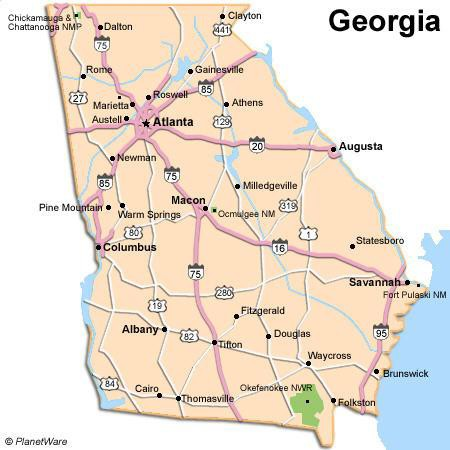 Georgia
Chickamauga &
Chattanooga NMP
Clayton
Dalton
441
75
Rome
Gainesville
85
27
Roswell
Marietta
Athens
Austell
Atlanta
129
20
Augusta
Newman
75
85
Milledgeville
Macon
319
Pine Mountain
Warm Springs
Ocmulgee NM
80
1
Columbus
16
Statesboro
75
Savannah
280
Fort Pulaski NM
19
Fitzgerald
Albany
82
Douglas
95
Tifton
Waycross
Brunswick
84
Okefenokee NWR
Cairo
Thomasville
Folkston
© PlanetWare